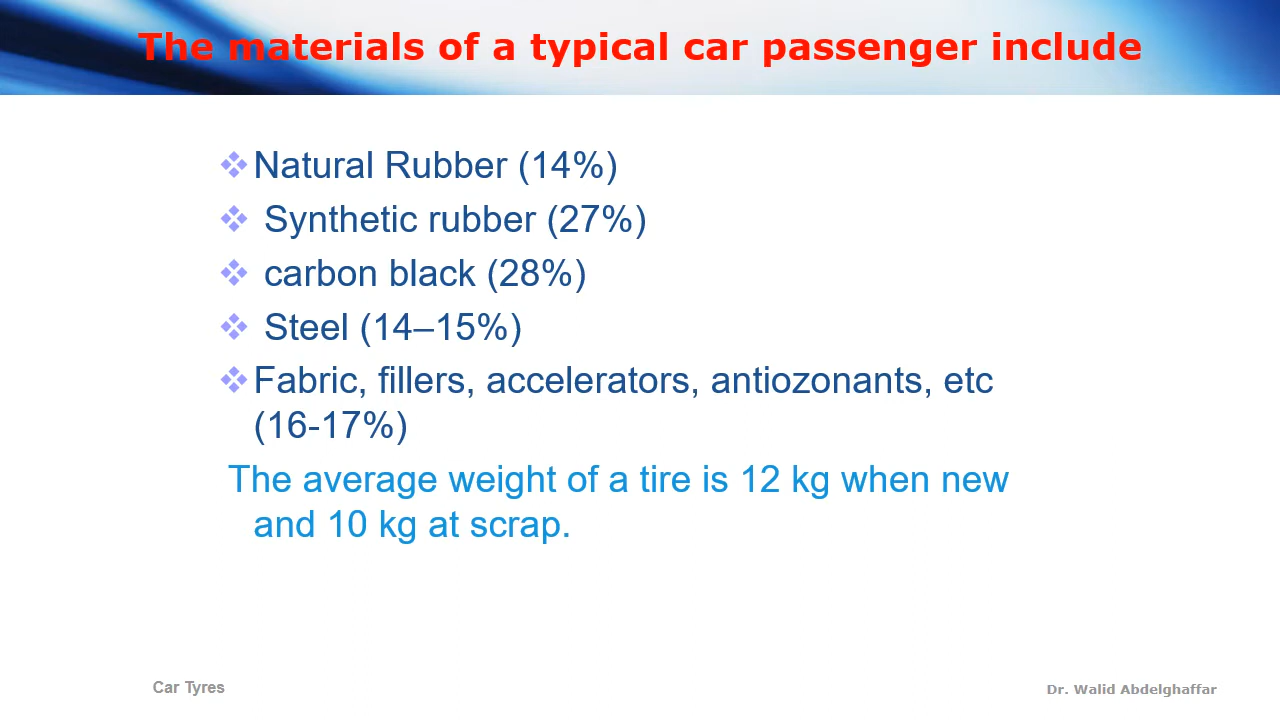 The materials of a typical car passenger include
Natural Rubber (14%)
Synthetic rubber (27%)
carbon black (28%)
Steel (14–15%)
Fabric, fillers, accelerators, antiozonants, etc
(16-17%)
The average weight of a tire is 12 kg when new
and 10 kg at scrap.
Car Tyres
Dr. Walid Abdelghaffar